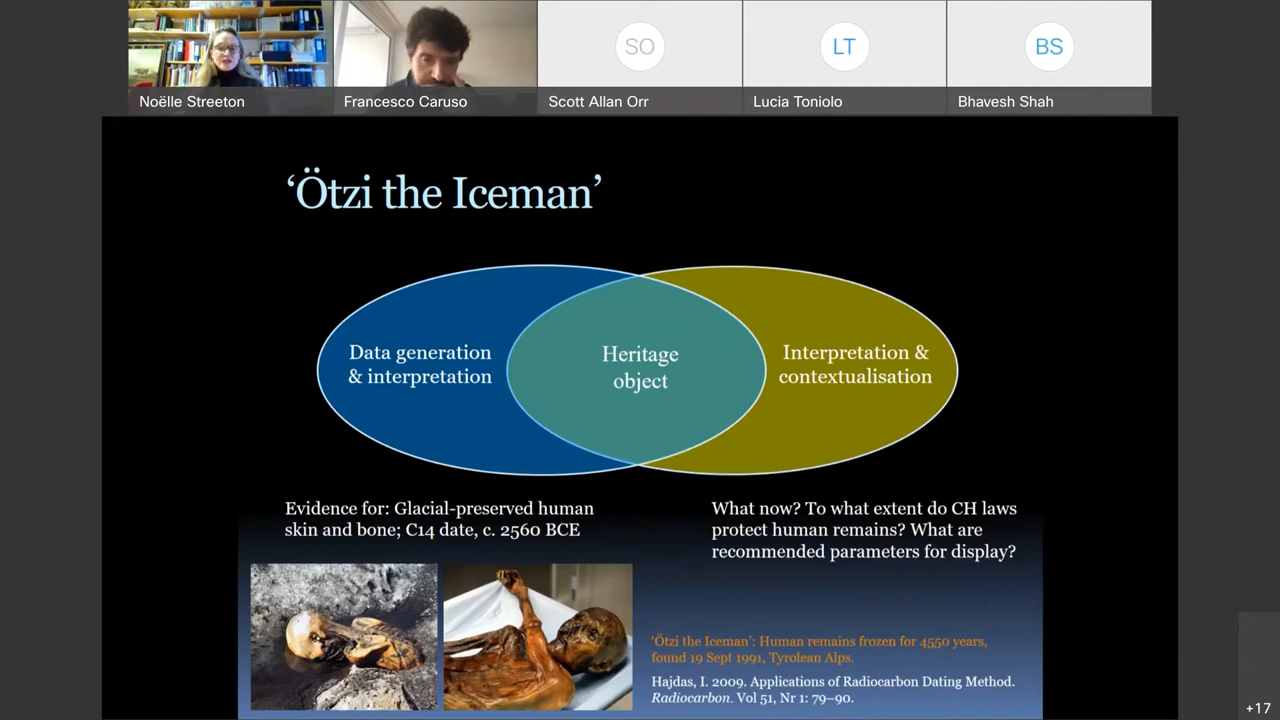 SO
LT
BS
Noëlle Streeton
Francesco Caruso
Scott Allan Orr
Lucia Toniolo
Bhavesh Shah
‘Ötzi the Iceman’
Data generation
& interpretation
Heritage
object
Interpretation &
contextualisation
Evidence for: Glacial-preserved human
skin and bone; C14 date, c. 2560 BCE
What now? To what extent do CH laws
protect human remains? What are
recommended parameters for display?
‘Ötzi the Iceman’: Human remains frozen for 4550 years,
found 19 Sept 1991, Tyrolean Alps.
Hajdas, I. 2009. Applications of Radiocarbon Dating Method.
Radiocarbon. Vol 51, Nr 1: 79–90.
+17